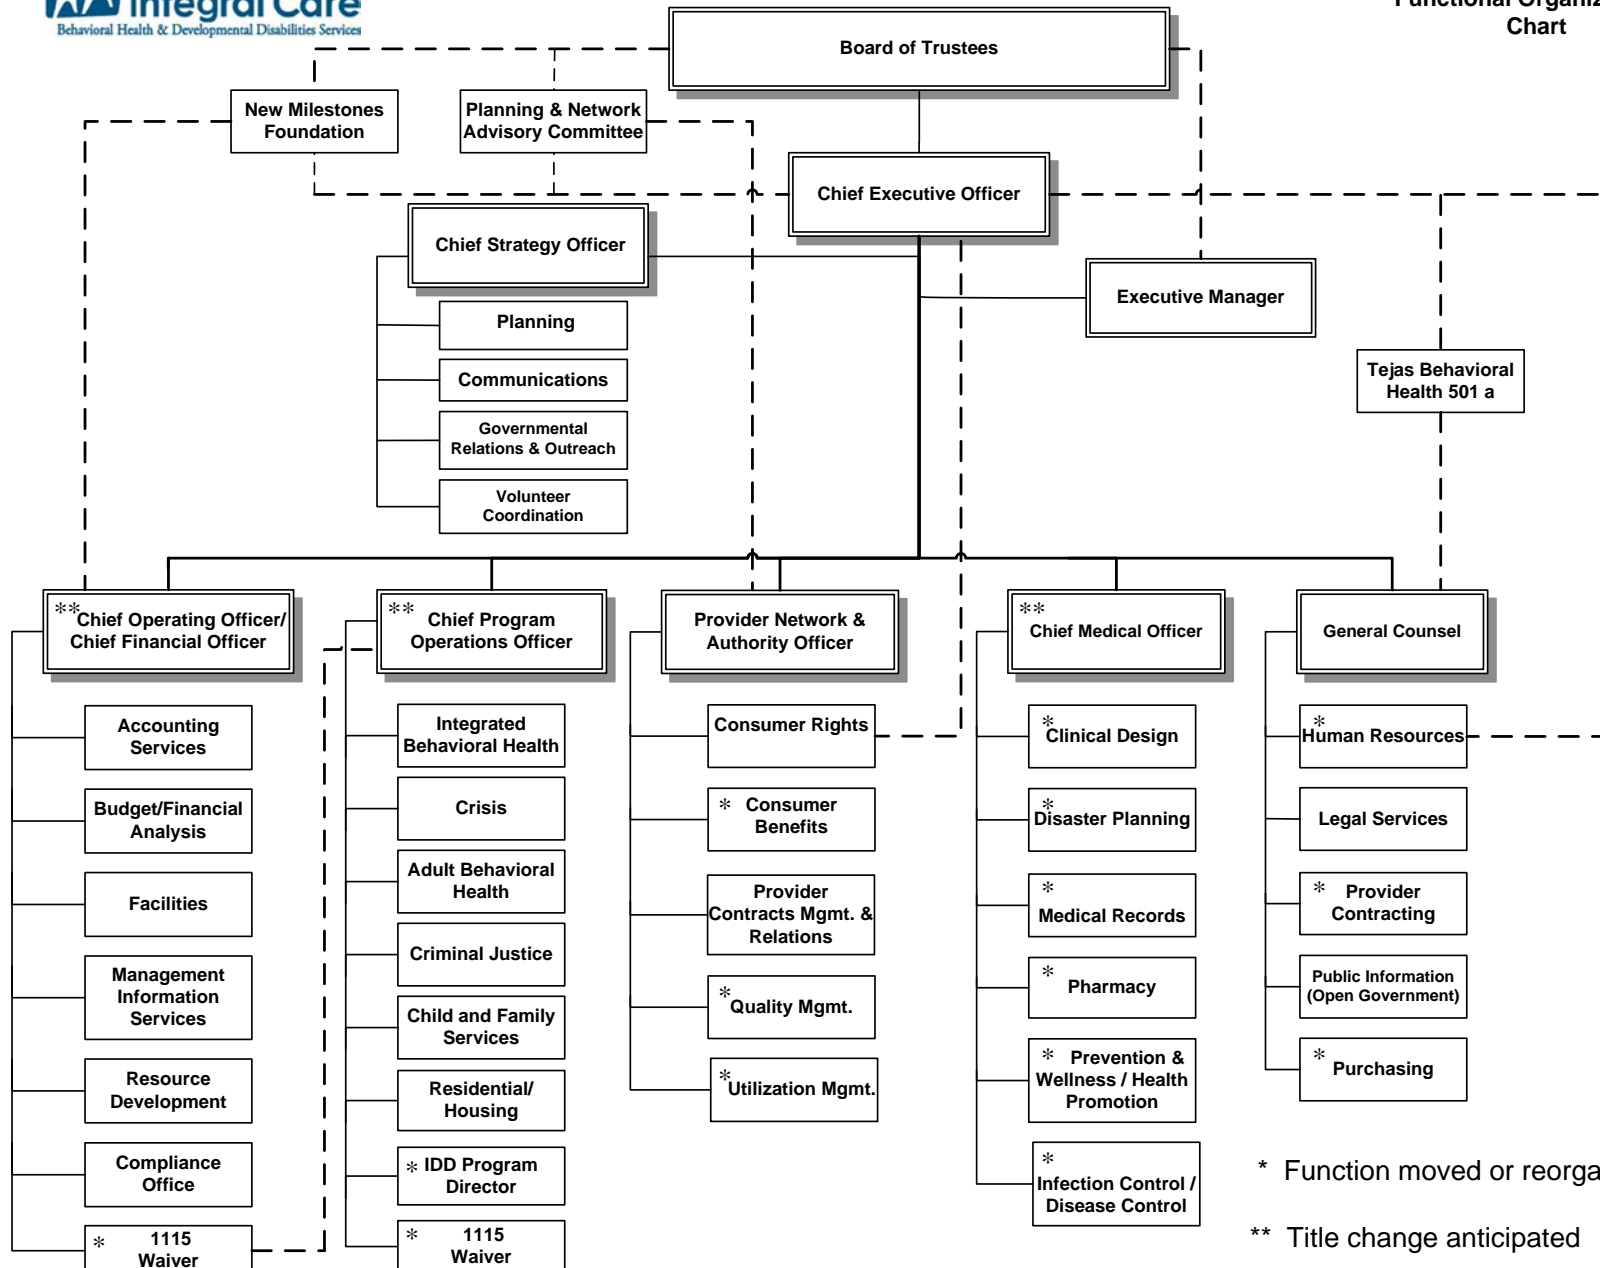 Integral Care
Behavioral Health & Developmental Disabilities Services
Chart
Board of Trustees
New Milestones
Foundation
Planning & Network
Advisory Committee
Chief Executive Officer
Chief Strategy Officer
Executive Manager
Planning
Communications
Governmental
Relations & Outreach
Volunteer
Coordination
Tejas Behavioral
Health 501 a
** Chief Operating Officer/
Chief Financial Officer
Accounting
Services
Budget/Financial
Analysis
Facilities
Management
Information
Services
Resource
Development
Compliance
Office
* 1115
Waiver
** Chief Program
Operations Officer
Integrated
Behavioral Health
Crisis
Adult Behavioral
Health
Criminal Justice
Child and Family
Services
Residential/
Housing
* IDD Program
Director
* 1115
Waiver
Provider Network &
Authority Officer
Consumer Rights
* Consumer
Benefits
Provider
Contracts Mgmt. &
Relations
* Quality Mgmt.
* Utilization Mgmt.
**
Chief Medical Officer
*
Clinical Design
*
Disaster Planning
*
Medical Records
*
Pharmacy
* Prevention &
Wellness / Health
Promotion
*
Infection Control /
Disease Control
General Counsel
*
Human Resources
Legal Services
* Provider
Contracting
Public Information
(Open Government)
*
Purchasing
* Function moved or reorga
** Title change anticipated